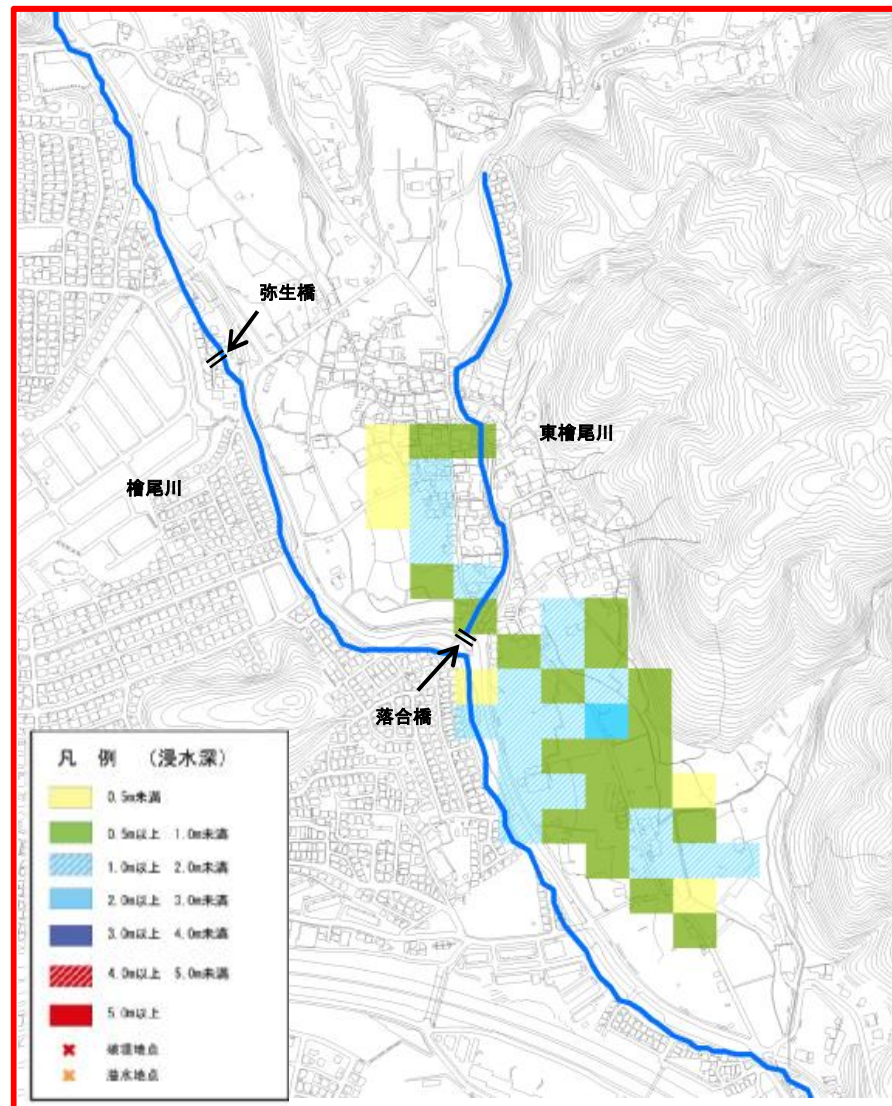 弥生橋
東檜尾川
檜尾川
落合橋
凡 例 (浸水深)
0.5m未満
0.5m以上 1.0m未満
1.0m以上 2.0m未満
2.0m以上 3.0m未満
3.0m以上 4.0m未満
4.0m以上 5.0m未満
5.0m以上
破堤地点
溢水地点